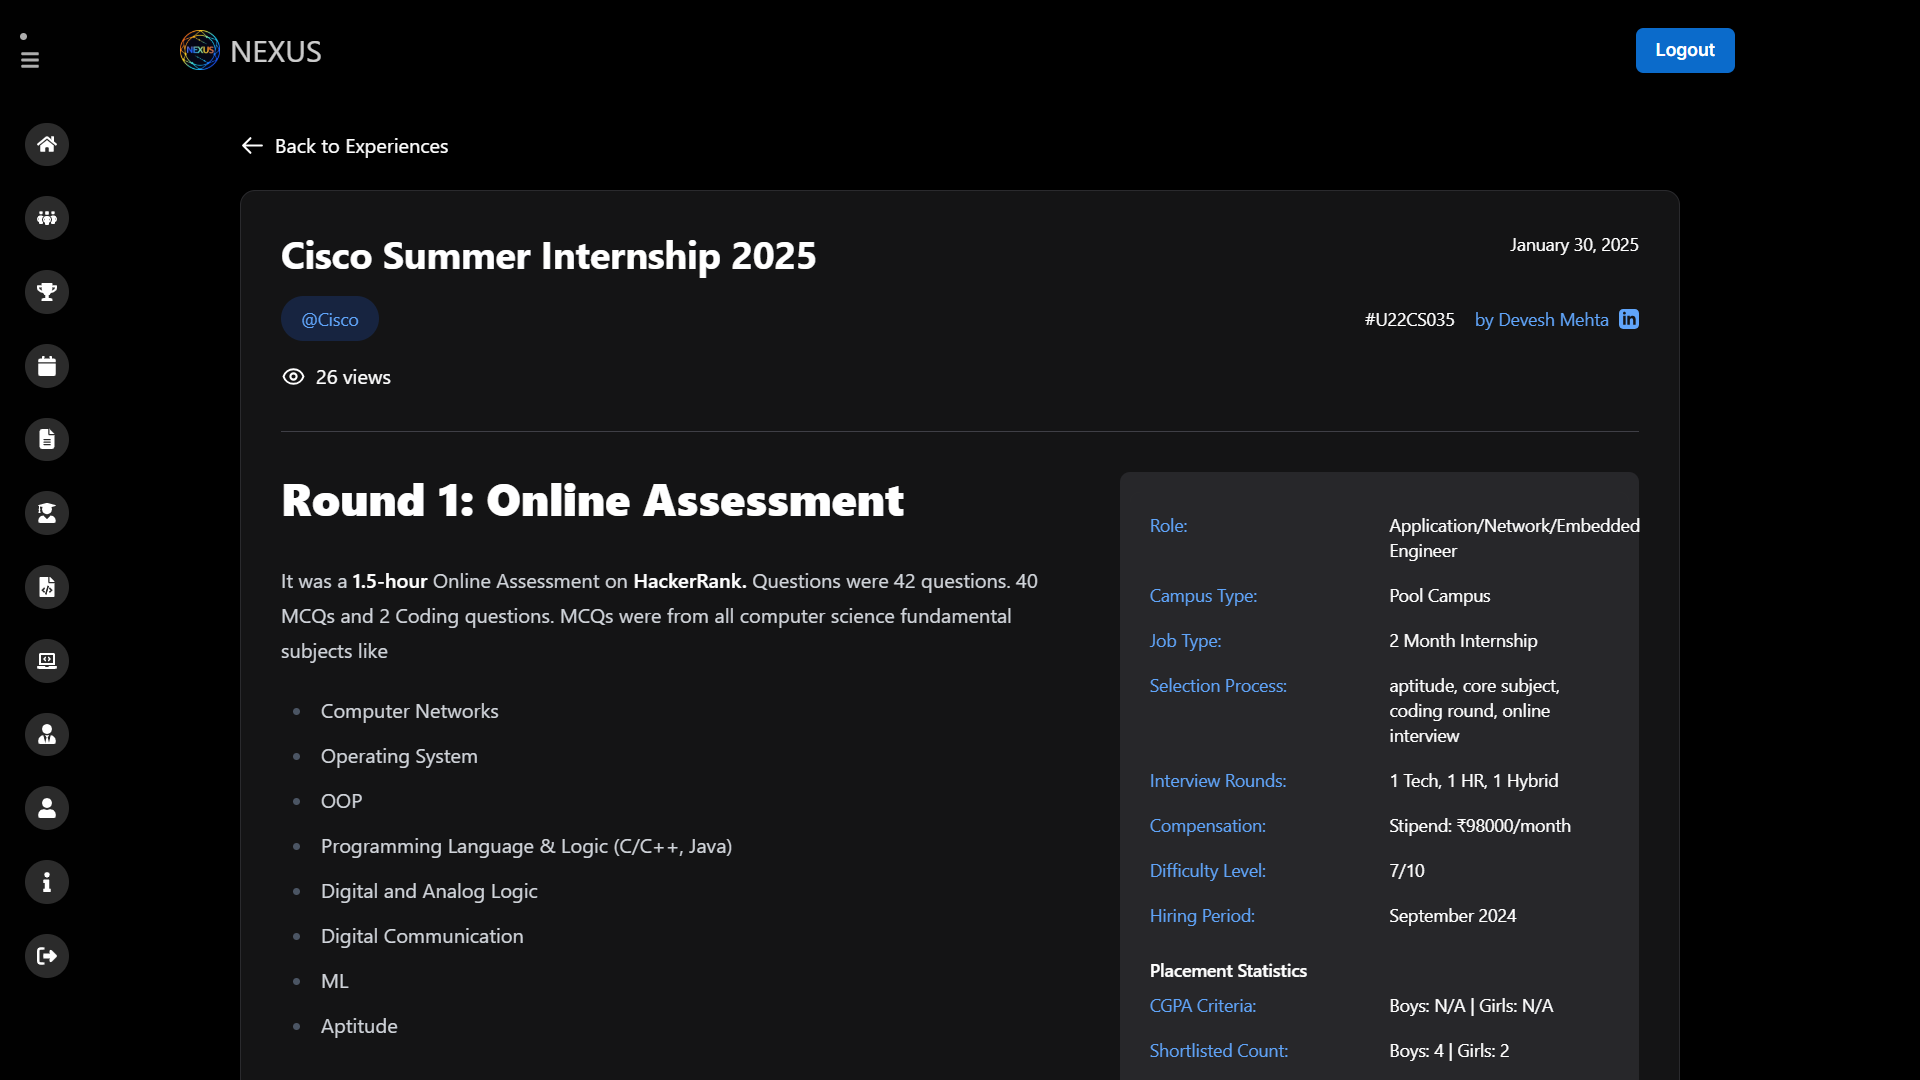 NEXUS
NEXUS
Logout
Back to Experiences
Cisco Summer Internship 2025
January 30, 2025
@Cisco
#U22CS035
by Devesh Mehta
in
26 views
Round 1: Online Assessment
It was a 1.5-hour Online Assessment on HackerRank. Questions were 42 questions. 40
MCQs and 2 Coding questions. MCQs were from all computer science fundamental
subjects like
Computer Networks
Operating System
OOP
Programming Language & Logic (C/C++, Java)
Digital and Analog Logic
Digital Communication
ML
Aptitude
Role:
Application/Network/Embedded
Engineer
Campus Type:
Pool Campus
Job Type:
2 Month Internship
Selection Process:
aptitude, core subject,
coding round, online
interview
Interview Rounds:
1 Tech, 1 HR, 1 Hybrid
Compensation:
Stipend: ₹98000/month
Difficulty Level:
7/10
Hiring Period:
September 2024
Placement Statistics
CGPA Criteria:
Boys: N/A | Girls: N/A
Shortlisted Count:
Boys: 4 | Girls: 2